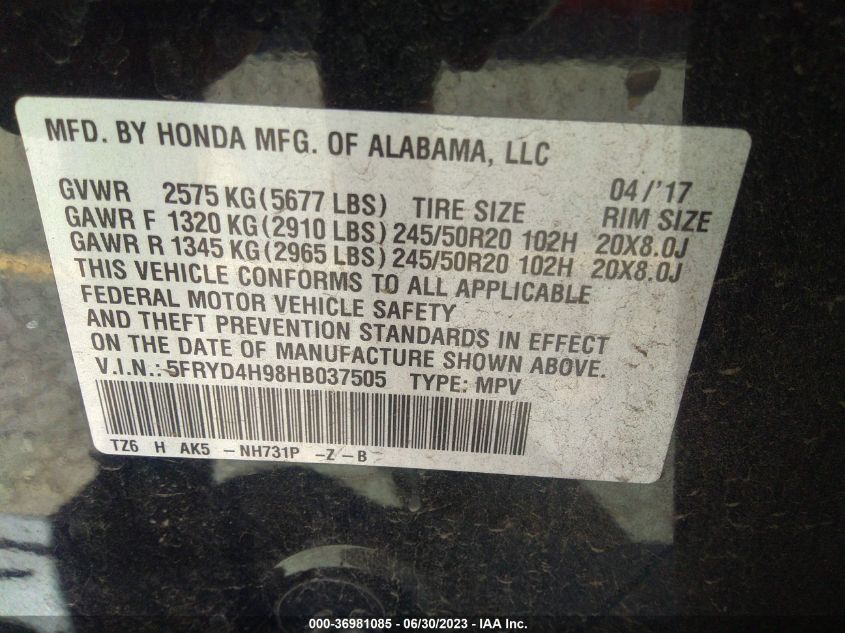 MFD. BY HONDA MFG. OF ALABAMA, LLC
04/'17
GVWR 2575 KG(5677 LBS) TIRE SIZE RIM SIZE
GAWR F 1320 KG(2910 LBS) 245/50R20 102H 20X8.0J
GAWR R 1345 KG(2965 LBS) 245/50R20 102H 20X8.0J
THIS VEHICLE CONFORMS TO ALL APPLICABLE
FEDERAL MOTOR VEHICLE SAFETY
AND THEFT PREVENTION STANDARDS IN EFFECT
ON THE DATE OF MANUFACTURE SHOWN ABOVE.
V.I.N.:5FRYD4H98HB037505 TYPE: MPV
TZ6 H AK5 -NH731P -Z-B
000-36981085 - 06/30/2023 - IAA Inc.